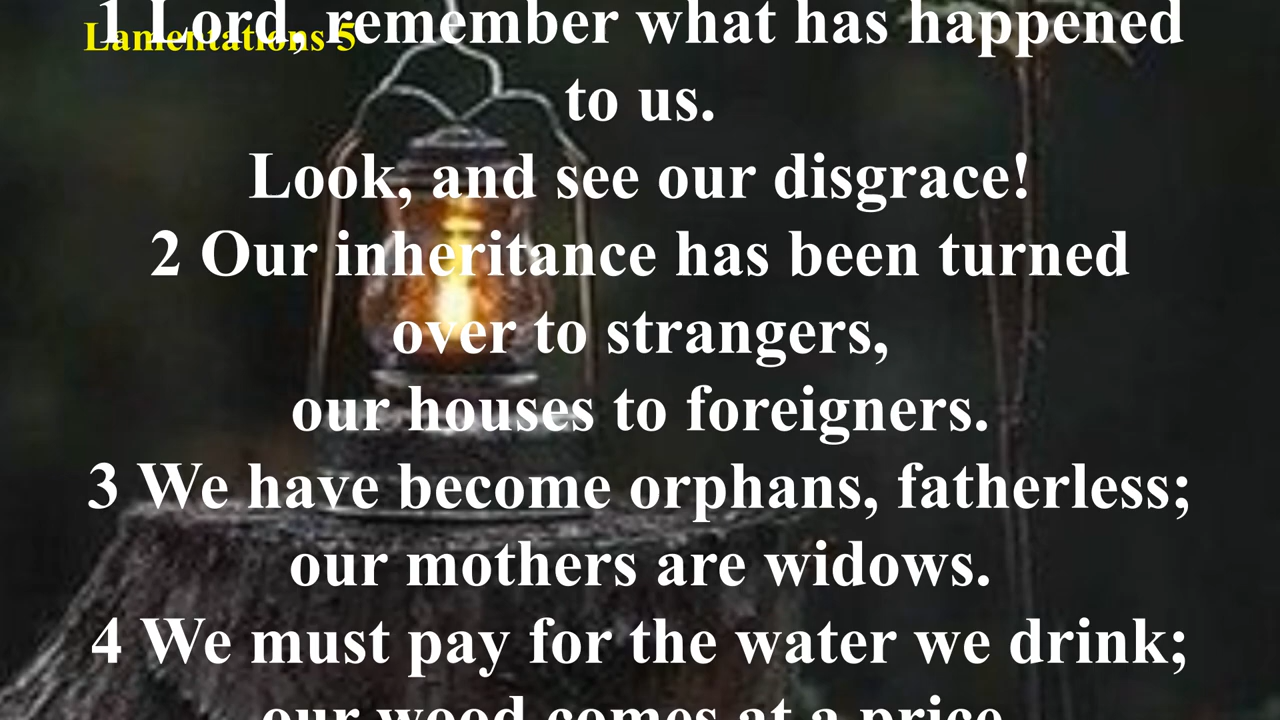 Lamentations 5
1 Lord, remember what has happened
to us.
Look, and see our disgrace!
2 Our inheritance has been turned
over to strangers,
our houses to foreigners.
3 We have become orphans, fatherless;
our mothers are widows.
4 We must pay for the water we drink;
our wood comes at a price